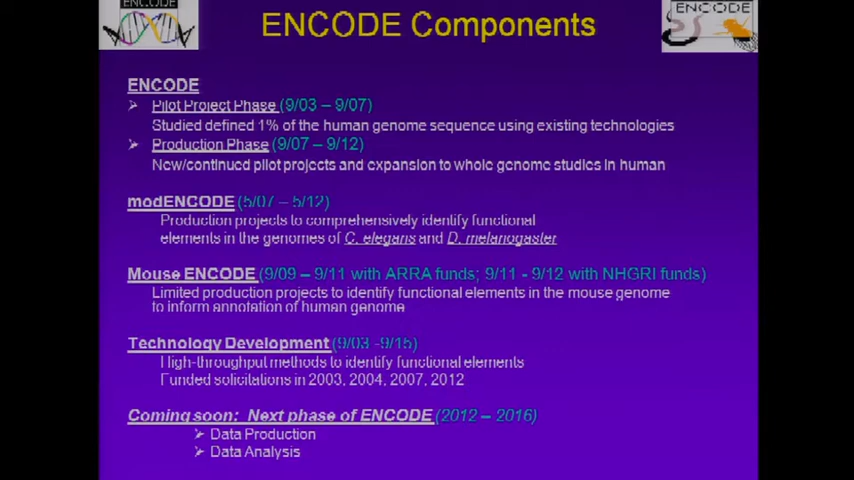 ENCODE
ENCODE Components
ENCODE
ENCODE
➢ Pilot Project Phase (9/03 – 9/07)
Studied defined 1% of the human genome sequence using existing technologies
➢ Production Phase (9/07 – 9/12)
New/continued pilot projects and expansion to whole genome studies in human
modENCODE (5/07 – 5/12)
Production projects to comprehensively identify functional
elements in the genomes of C. elegans and D. melanogaster
Mouse ENCODE (9/09 – 9/11 with ARRA funds; 9/11 - 9/12 with NHGRI funds)
Limited production projects to identify functional elements in the mouse genome
to inform annotation of human genome
Technology Development (9/03 -9/15)
High-throughput methods to identify functional elements
Funded solicitations in 2003, 2004, 2007, 2012
Coming soon: Next phase of ENCODE (2012 – 2016)
➢ Data Production
➢ Data Analysis